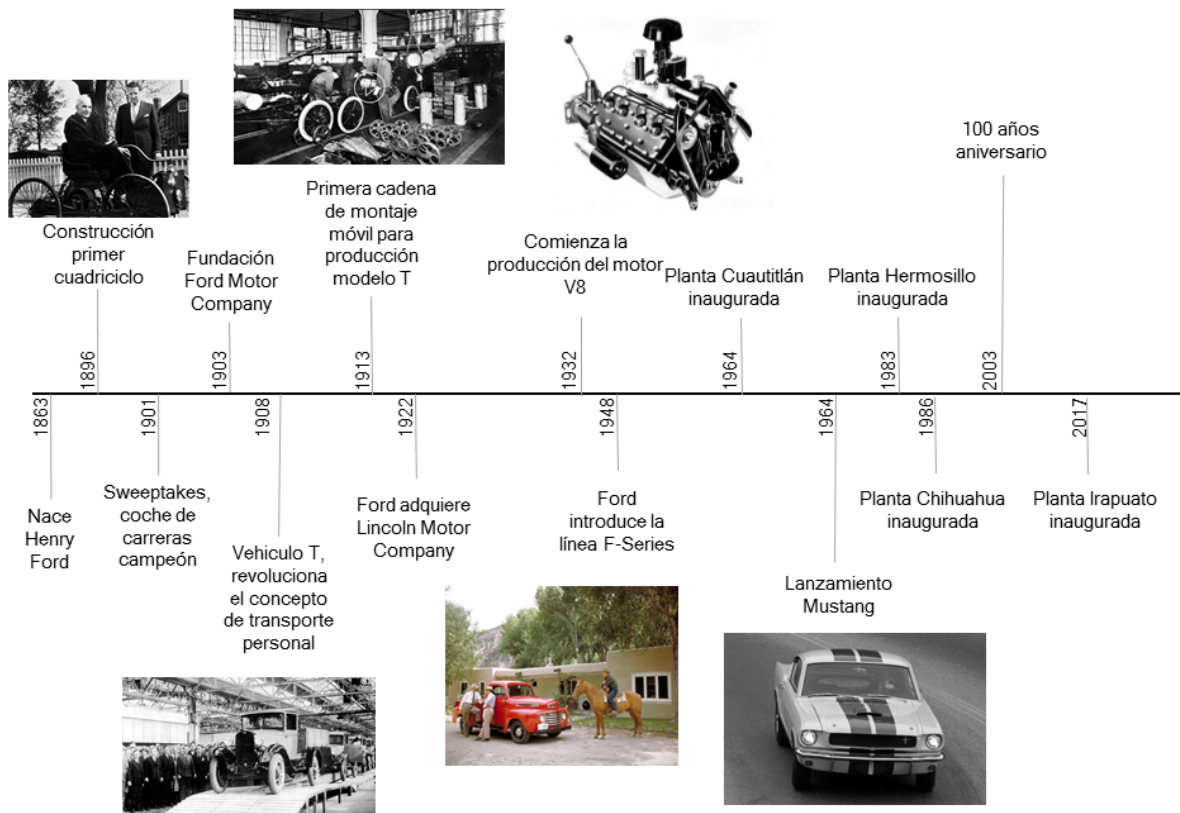 100 años
aniversario
Primera cadena
de montaje
móvil para
producción
modelo T
Construcción
primer
cuadriciclo
Fundación
Ford Motor
Company
Comienza la
producción del motor
V8
Planta Cuautitlán
inaugurada
Planta Hermosillo
inaugurada
1896
1903
1913
1932
1964
1983
2003
1863
1901
1908
1922
1948
1964
1986
2017
Nace
Henry
Ford
Sweeptakes,
coche de
carreras
campeón
Vehiculo T,
revoluciona
el concepto
de transporte
personal
Ford adquiere
Lincoln Motor
Company
Ford
introduce la
línea F-Series
Lanzamiento
Mustang
Planta Chihuahua
inaugurada
Planta Irapuato
inaugurada